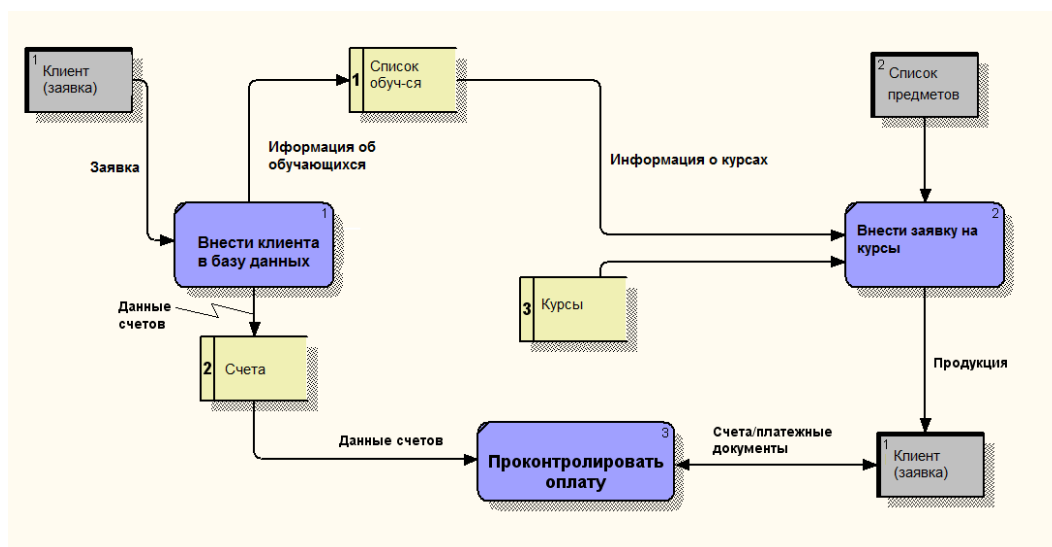 1
Клиент
(заявка)
1
Список
обуч-ся
2
Список
предметов
Заявка
Иформация об
обучающихся
Информация о курсах
1
Внести клиента
в базу данных
2
Внести заявку на
курсы
Данные
счетов
3
Курсы
2
Счета
Продукция
Данные счетов
3
Проконтролировать
оплату
Счета/платежные
документы
1
Клиент
(заявка)